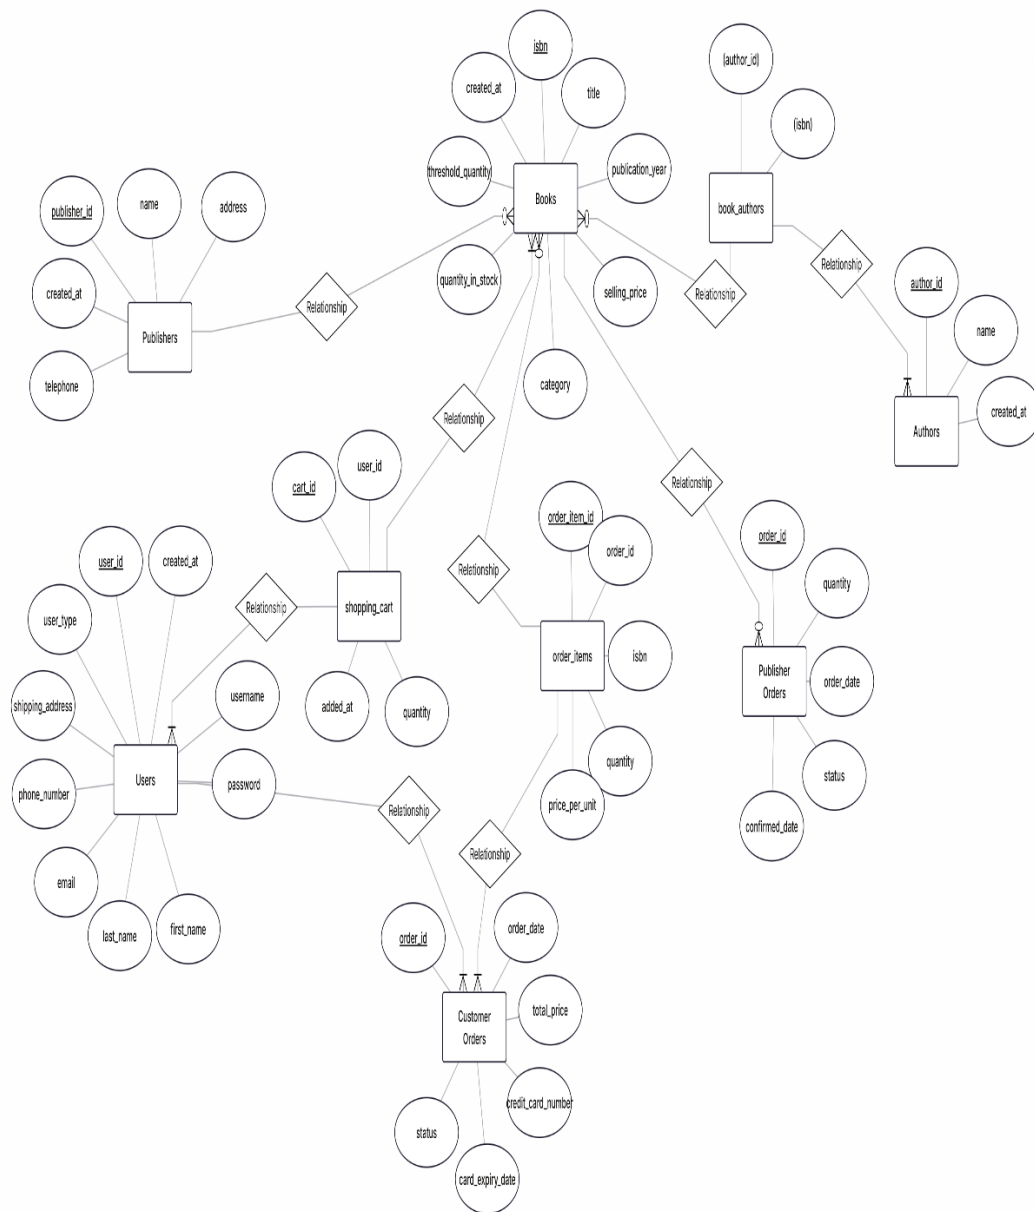 isbn
created_at
title
threshold_quantity
publication_year
Books
quantity_in_stock
selling_price
category
(author_id)
(isbn)
book_authors
Relationship
Relationship
author_id
name
created_at
Authors
publisher_id
name
address
created_at
telephone
Publishers
Relationship
Relationship
cart_id
user_id
shopping_cart
added_at
quantity
Relationship
Relationship
order_item_id
order_id
order_items
isbn
quantity
price_per_unit
Relationship
order_id
quantity
Publisher
Orders
order_date
status
confirmed_date
user_id
created_at
user_type
shipping_address
username
Users
phone_number
password
email
last_name
first_name
Relationship
Relationship
order_id
order_date
Customer
Orders
total_price
credit_card_number
status
card_expiry_date